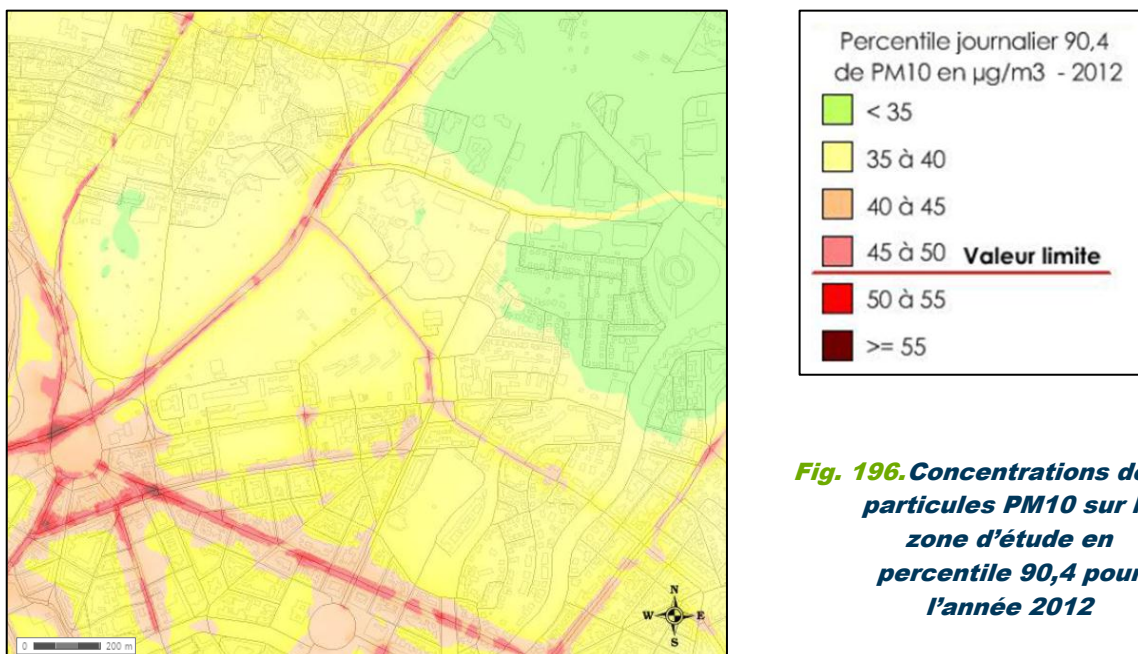 N
W E
S
0 200 m
Percentile journalier 90,4
de PM10 en µg/m3 - 2012
< 35
35 à 40
40 à 45
45 à 50 Valeur limite
50 à 55
>= 55
Fig. 196. Concentrations de
particules PM10 sur l
zone d'étude en
percentile 90,4 pour
l'année 2012